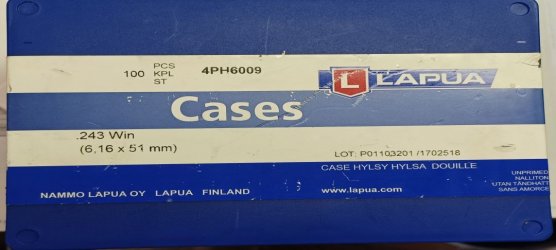 100 PCS KPL ST 4PH6009
LAPUA
Cases
.243 Win
(6,16 x 51 mm)
LOT: P01103201 /1702518
CASE HYLSY HYLSA DOUILLE
UNPRIMED
NALLITON
UTAN TÄNDHATT
SANS AMORCE
NAMMO LAPUA OY LAPUA FINLAND
www.lapua.com